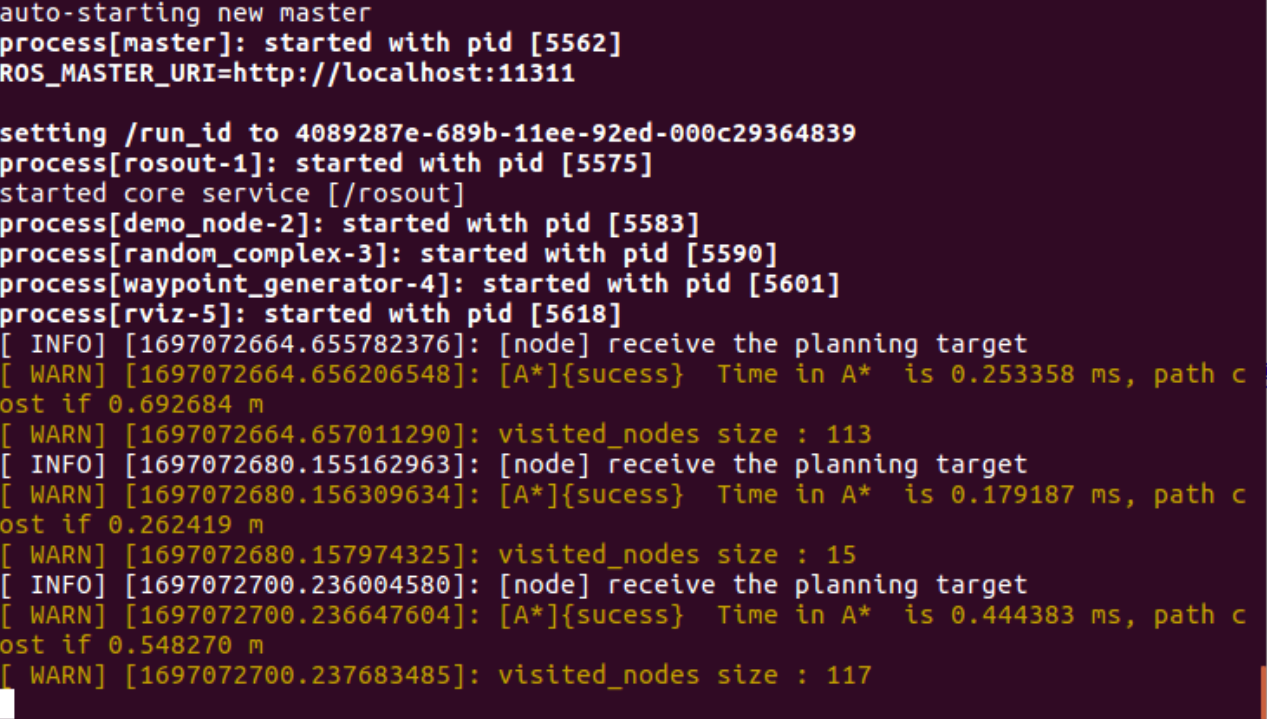 auto-starting new master
process[master]: started with pid [5562]
ROS_MASTER_URI=http://localhost:11311
setting /run_id to 4089287e-689b-11ee-92ed-000c29364839
process[rosout-1]: started with pid [5575]
started core service [/rosout]
process[demo_node-2]: started with pid [5583]
process[random_complex-3]: started with pid [5590]
process[waypoint_generator-4]: started with pid [5601]
process[rviz-5]: started with pid [5618]
[ INFO] [1697072664.655782376]: [node] receive the planning target
[ WARN] [1697072664.656206548]: [A*]{sucess}  Time in A*  is 0.253358 ms, path c
ost if 0.692684 m
[ WARN] [1697072664.657011290]: visited_nodes size : 113
[ INFO] [1697072680.155162963]: [node] receive the planning target
[ WARN] [1697072680.156309634]: [A*]{sucess}  Time in A*  is 0.179187 ms, path c
ost if 0.262419 m
[ WARN] [1697072680.157974325]: visited_nodes size : 15
[ INFO] [1697072700.236004580]: [node] receive the planning target
[ WARN] [1697072700.236647604]: [A*]{sucess}  Time in A*  is 0.444383 ms, path c
ost if 0.548270 m
[ WARN] [1697072700.237683485]: visited_nodes size : 117